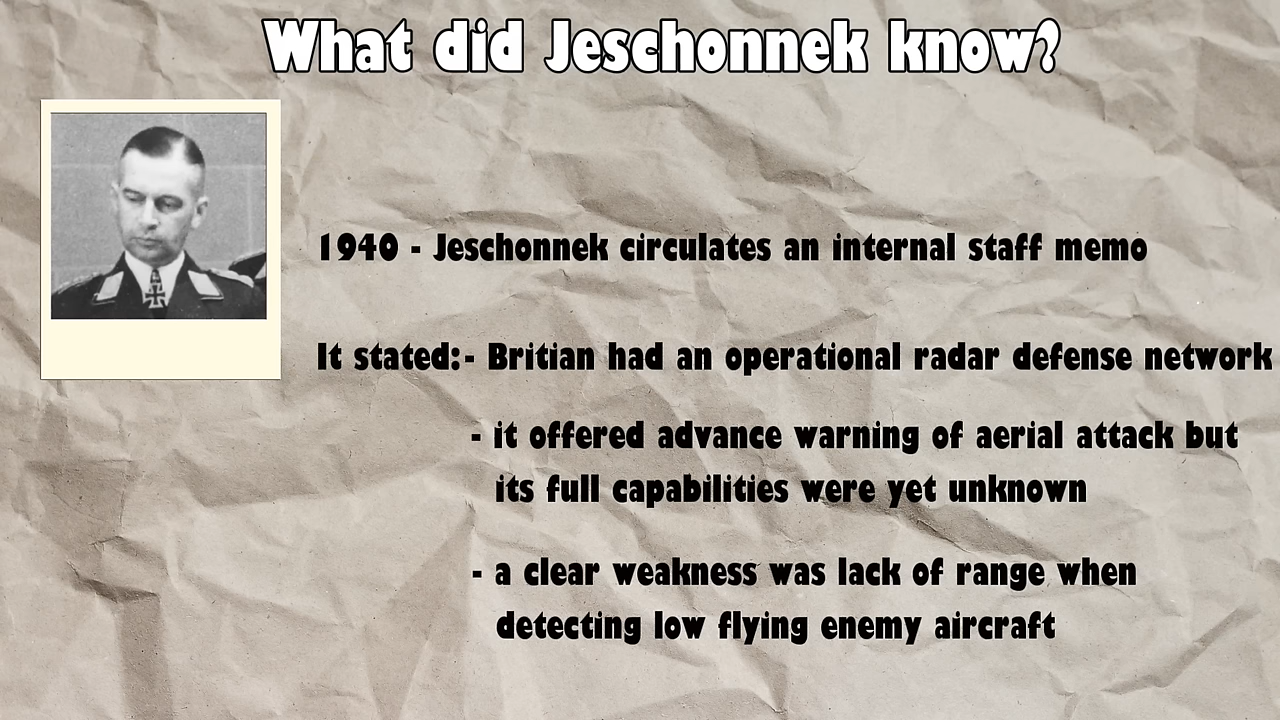 What did Jeschonnek know?
1940 - Jeschonnek circulates an internal staff memo
It stated:- Britian had an operational radar defense network
- it offered advance warning of aerial attack but
its full capabilities were yet unknown
- a clear weakness was lack of range when
detecting low flying enemy aircraft